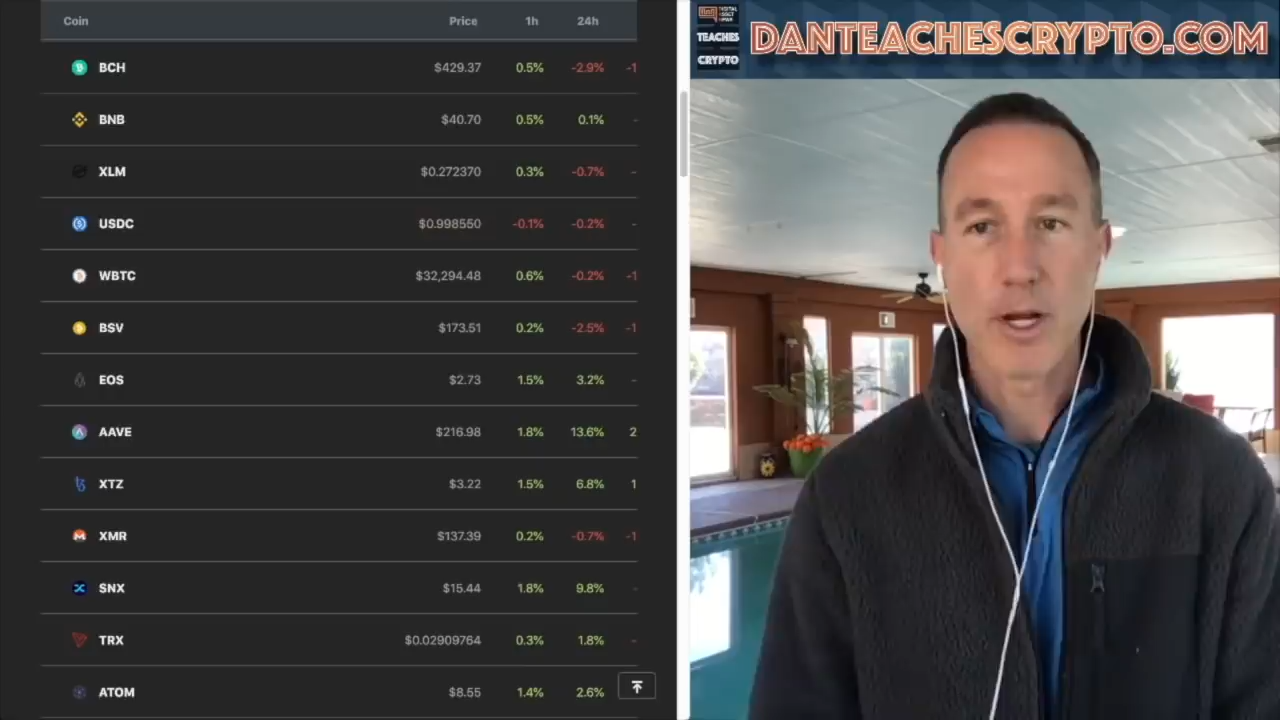 Coin Price 1h 24h
BCH $429.37 0.5% -2.9% -1
BNB $40.70 0.5% 0.1% -
XLM $0.272370 0.3% -0.7% -
USDC $0.998550 -0.1% -0.2% -
WBTC $32,294.48 0.6% -0.2% -1
BSV $173.51 0.2% -2.5% -1
EOS $2.73 1.5% 3.2% -
AAVE $216.98 1.8% 13.6% 2
XTZ $3.22 1.5% 6.8% 1
XMR $137.39 0.2% -0.7% -1
SNX $15.44 1.8% 9.8% -
TRX $0.02909764 0.3% 1.8% -
ATOM $8.55 1.4% 2.6%
DIGITAL
ASSET
NEWS
TEACHES
CRYPTO
DANTEACHESCRYPTO.COM